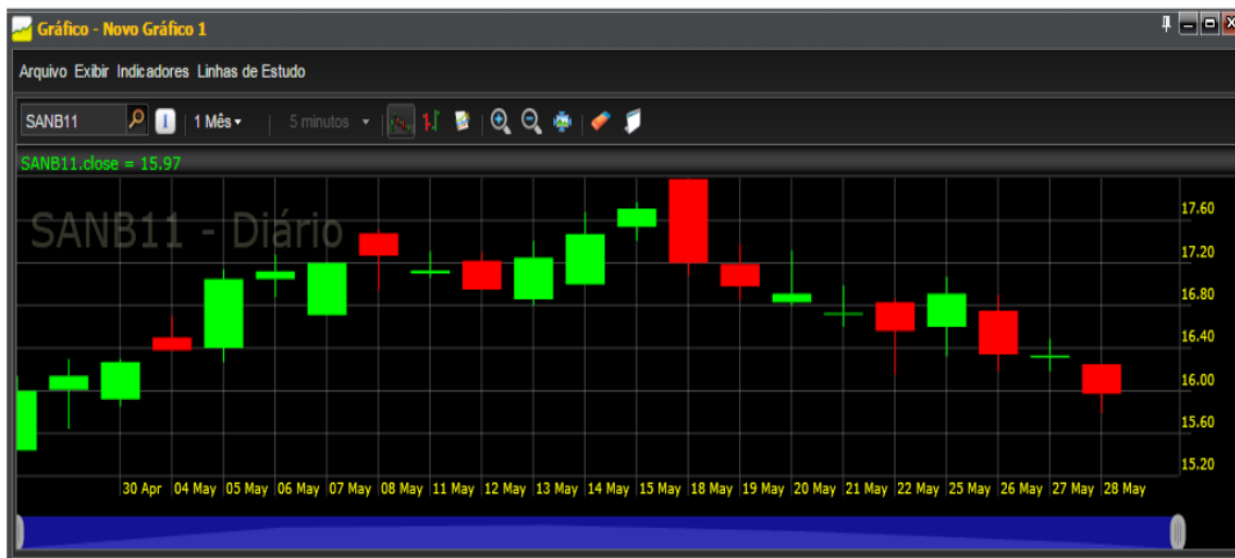 Gráfico - Novo Gráfico 1
Arquivo Exibir Indicadores Linhas de Estudo
SANB11 1 Mês 5 minutos
SANB11.close = 15.97
SANB11 - Diário
17.60
17.20
16.80
16.40
16.00
15.60
15.20
30 Apr 04 May 05 May 06 May 07 May 08 May 11 May 12 May 13 May 14 May 15 May 18 May 19 May 20 May 21 May 22 May 25 May 26 May 27 May 28 May